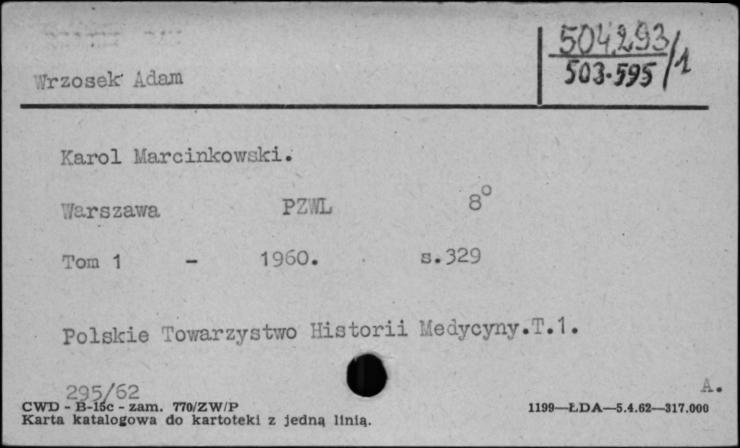 504.293/1
503-595
Wrzosek Adam
Karol Marcinkowski.
Warszawa PZWL 8°
Tom 1 - 1960. s.329
Polskie Towarzystwo Historii Medycyny.T.1.
295/62 A.
CWD - B-15c - zam. 770/ZW/P 1199—ŁDA—5.4.62—317.000
Karta katalogowa do kartoteki z jedną linią.